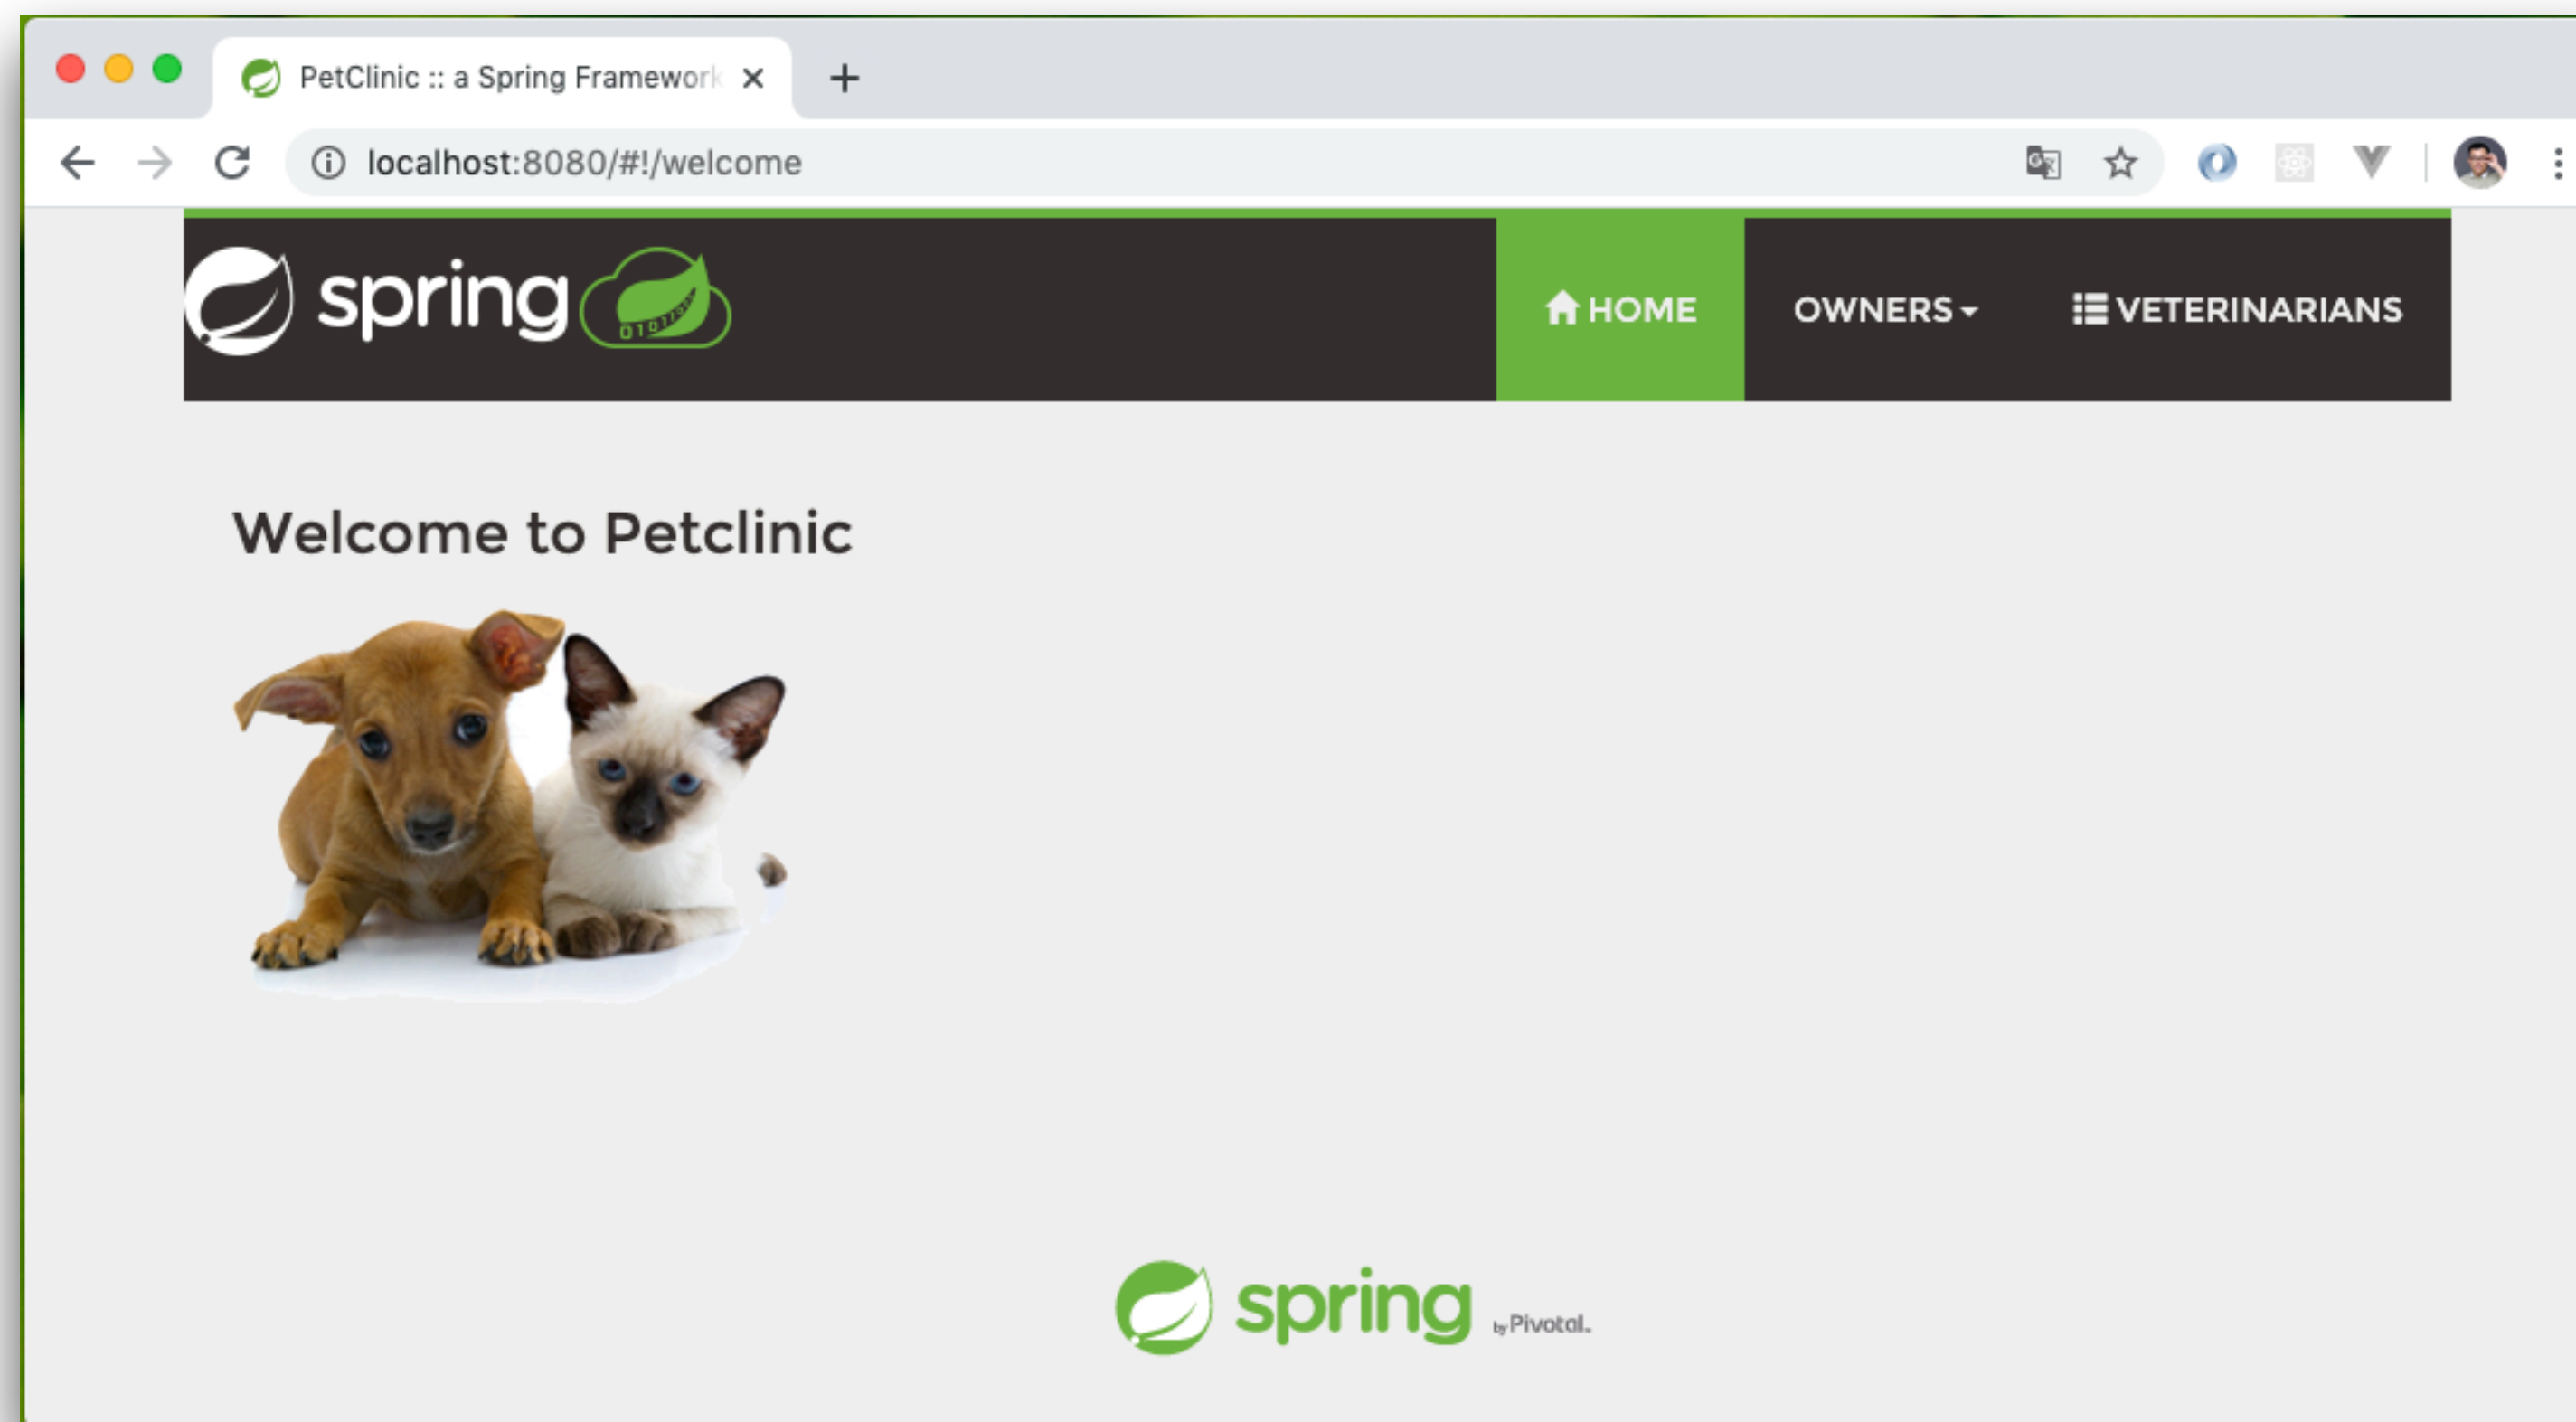 PetClinic :: a Spring Framework
localhost:8080/#!/welcome
spring
HOME
OWNERS
VETERINARIANS
Welcome to Petclinic
spring by Pivotal.